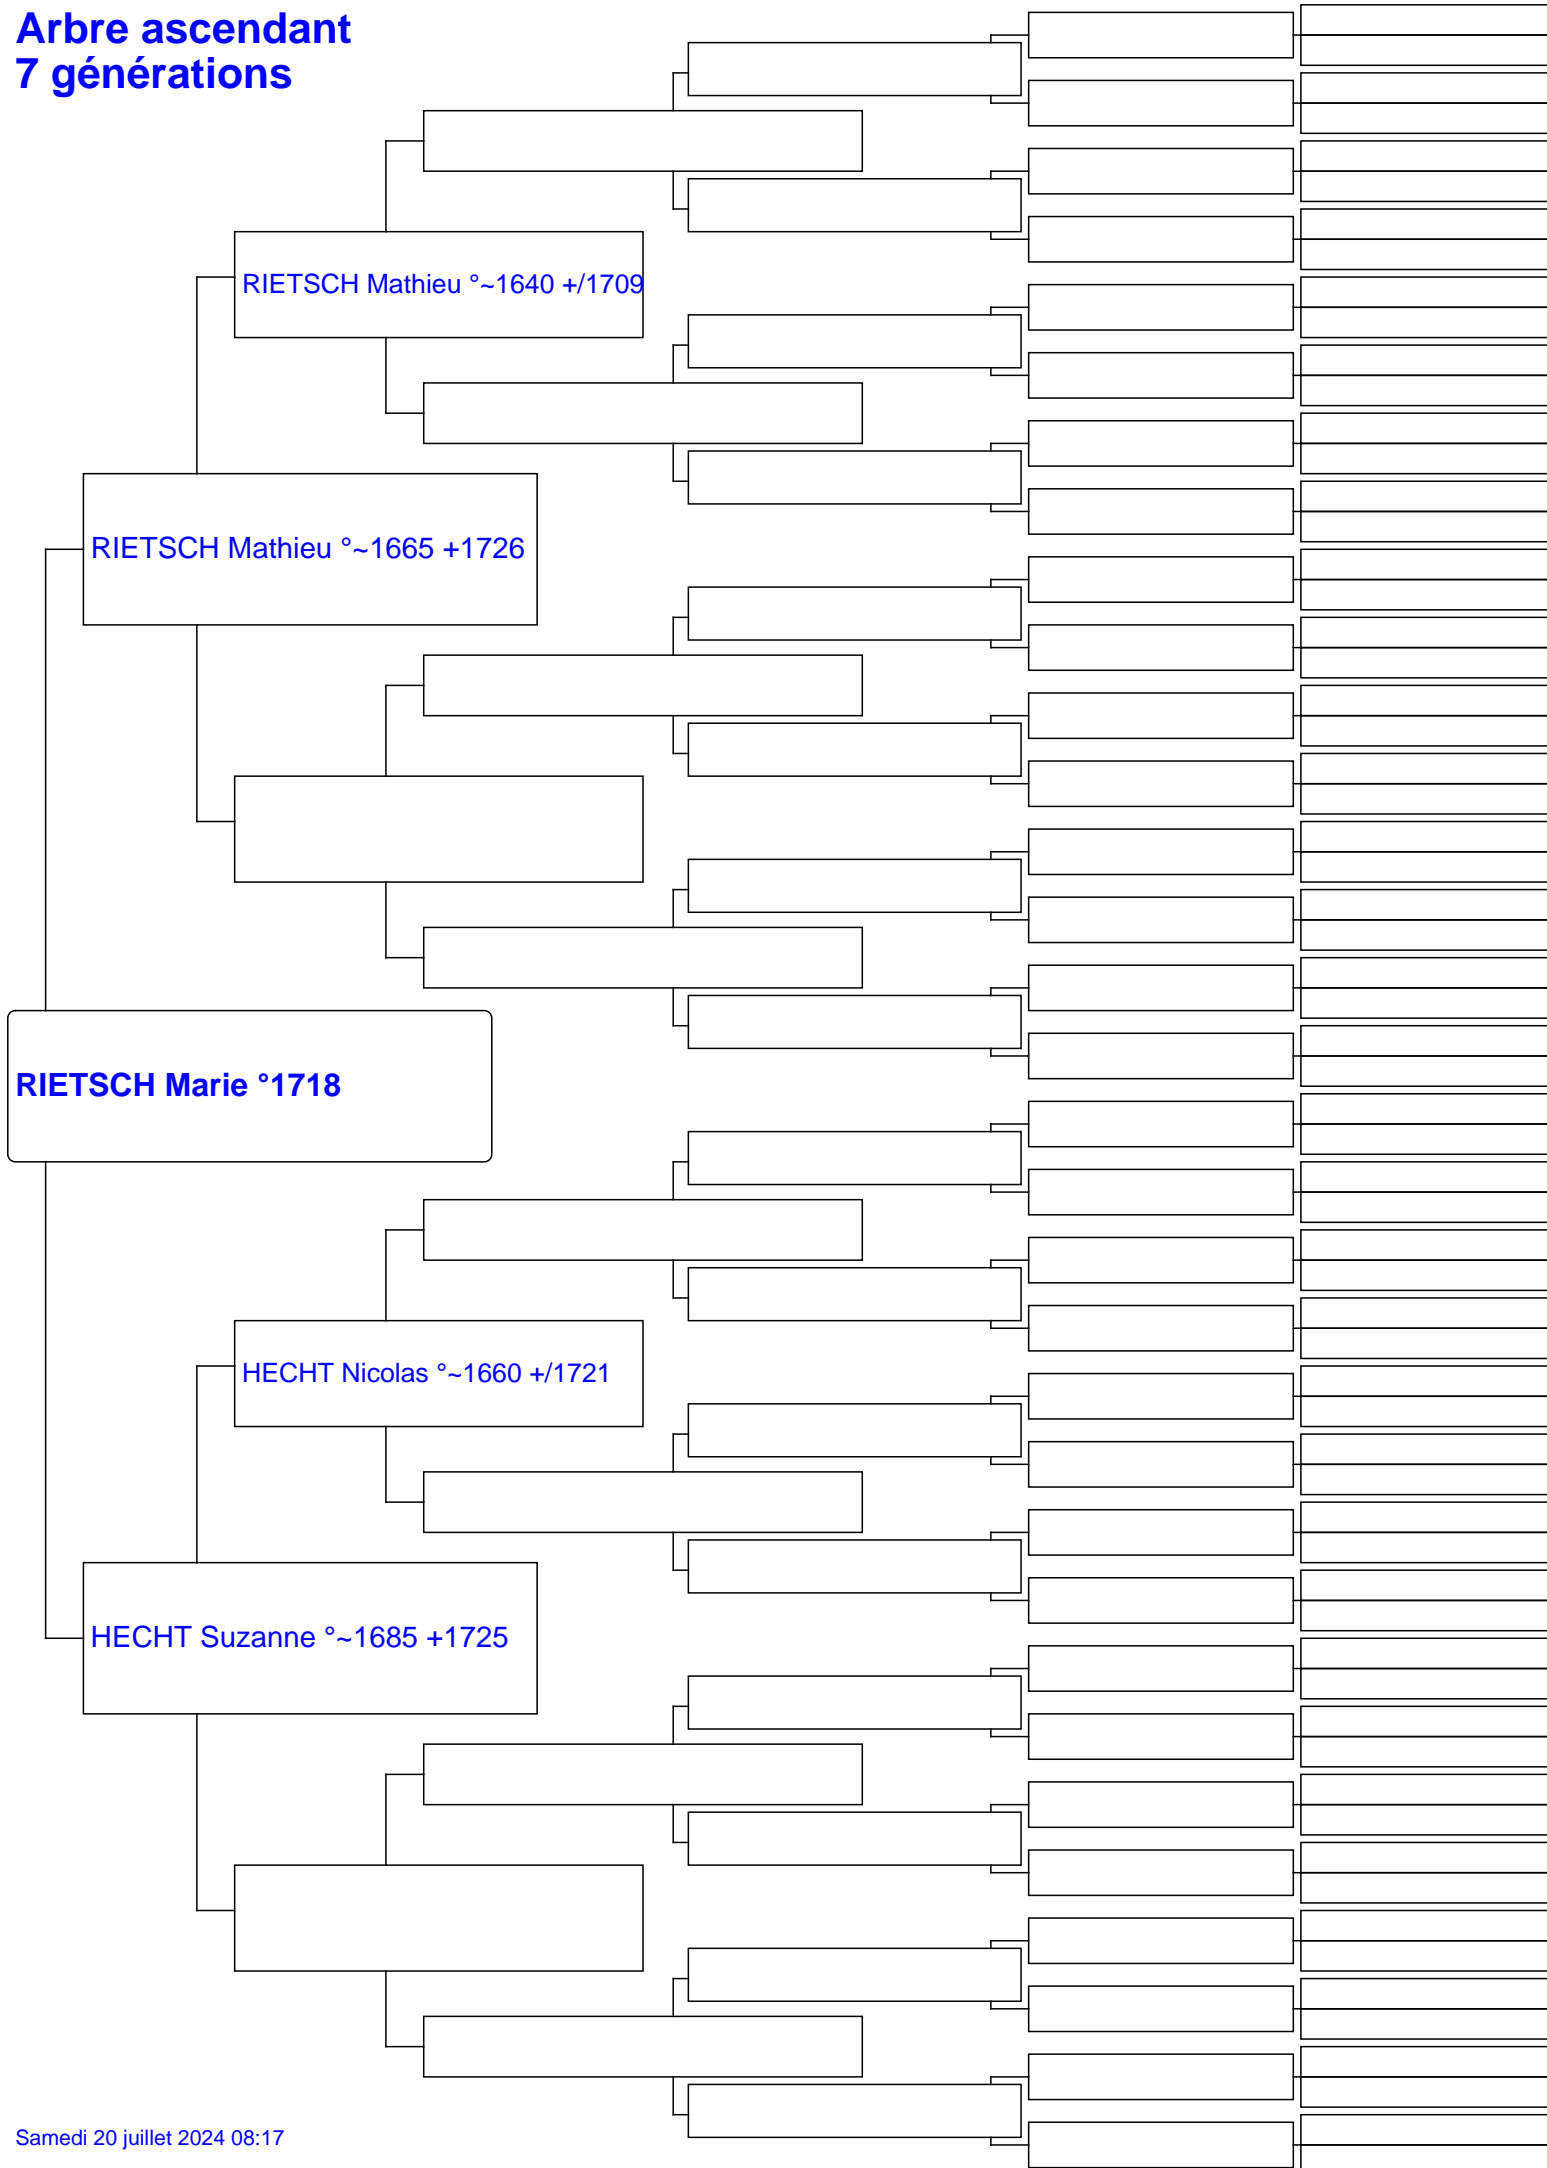 Arbre ascendant
7 générations
RIETSCH Mathieu °~1640 +/1709
RIETSCH Mathieu °~1665 +1726
RIETSCH Marie °1718
HECHT Nicolas °~1660 +/1721
HECHT Suzanne °~1685 +1725
Samedi 20 juillet 2024 08:17